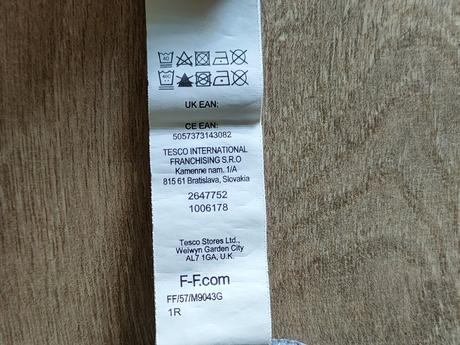 UK EAN:
CE EAN:
5057373143082
TESCO INTERNATIONAL
FRANCHISING S.R.O
Kamenne nam. 1/A
815 61 Bratislava, Slovakia
2647752
1006178
Tesco Stores Ltd.,
Welwyn Garden City
AL7 1GA, U.K.
F-F.com
FF/57/M9043G
1R